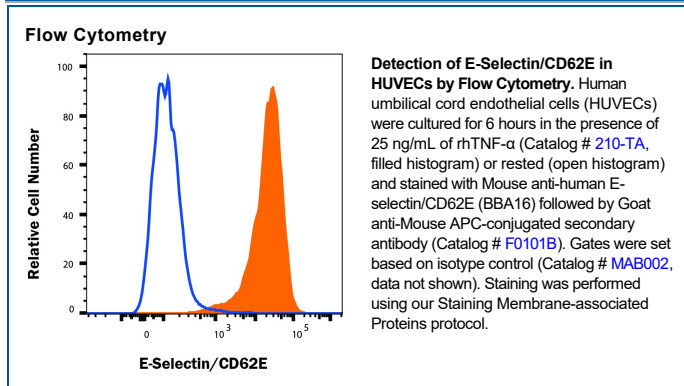 Flow Cytometry
100
80
60
40
20
0
Relative Cell Number
0
10 3
10 5
E-Selectin/CD62E
Detection of E-Selectin/CD62E in
HUVECs by Flow Cytometry. Human
umbilical cord endothelial cells (HUVECs)
were cultured for 6 hours in the presence of
25 ng/mL of rhTNF-α (Catalog # 210-TA,
filled histogram) or rested (open histogram)
and stained with Mouse anti-human E-
selectin/CD62E (BBA16) followed by Goat
anti-Mouse APC-conjugated secondary
antibody (Catalog # F0101B). Gates were set
based on isotype control (Catalog # MAB002,
data not shown). Staining was performed
using our Staining Membrane-associated
Proteins protocol.